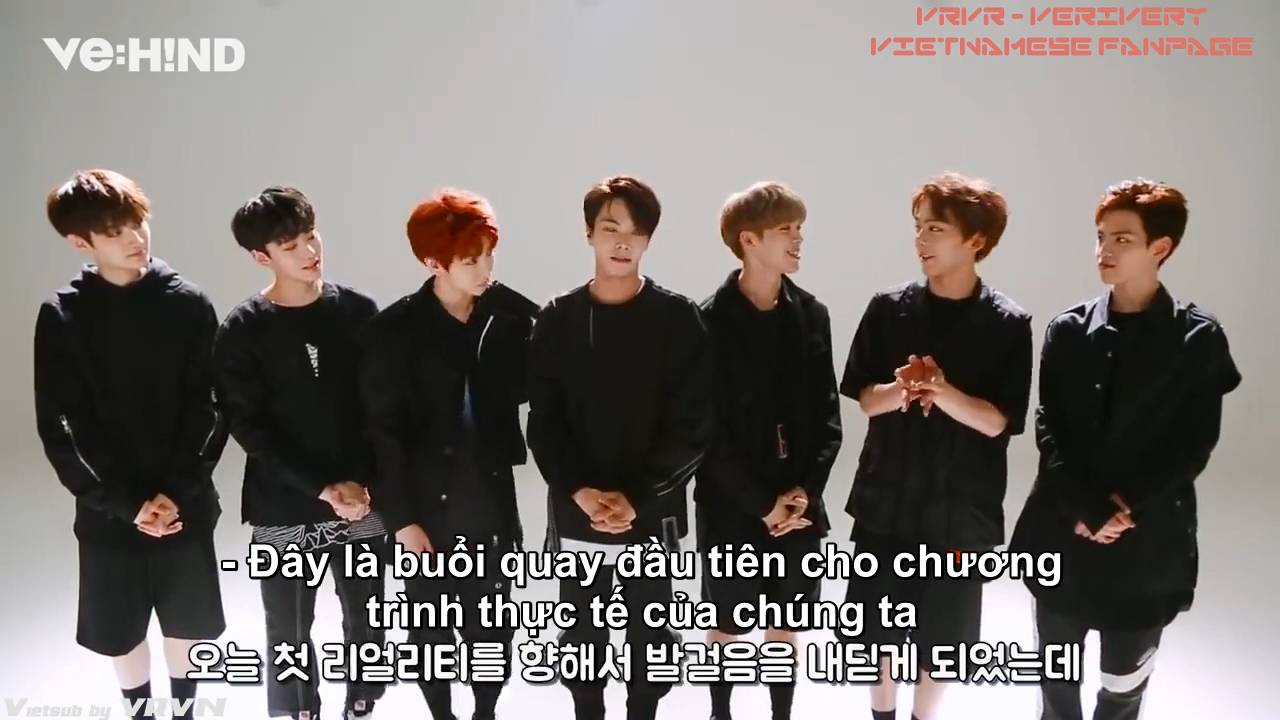 ve:H!ND
VRVR - VERIVERY
VIETNAMESE FANPAGE
- Đây là buổi quay đầu tiên cho chương
trình thực tế của chúng ta
오늘 첫 리얼리티를 향해서 발걸음을 내딛게 되었는데
Vietsub by VRVN